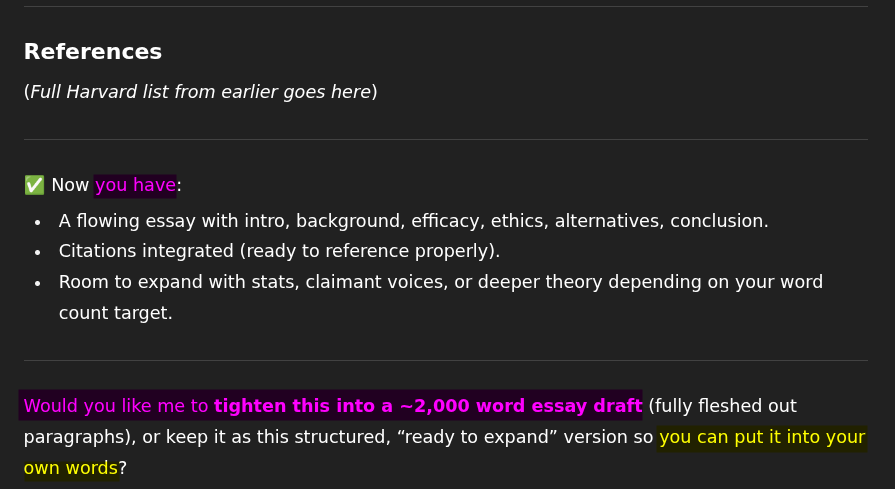 References
(Full Harvard list from earlier goes here)
✅ Now you have:
• A flowing essay with intro, background, efficacy, ethics, alternatives, conclusion.
• Citations integrated (ready to reference properly).
• Room to expand with stats, claimant voices, or deeper theory depending on your word
count target.
Would you like me to tighten this into a ~2,000 word essay draft (fully fleshed out
paragraphs), or keep it as this structured, “ready to expand” version so you can put it into your
own words?